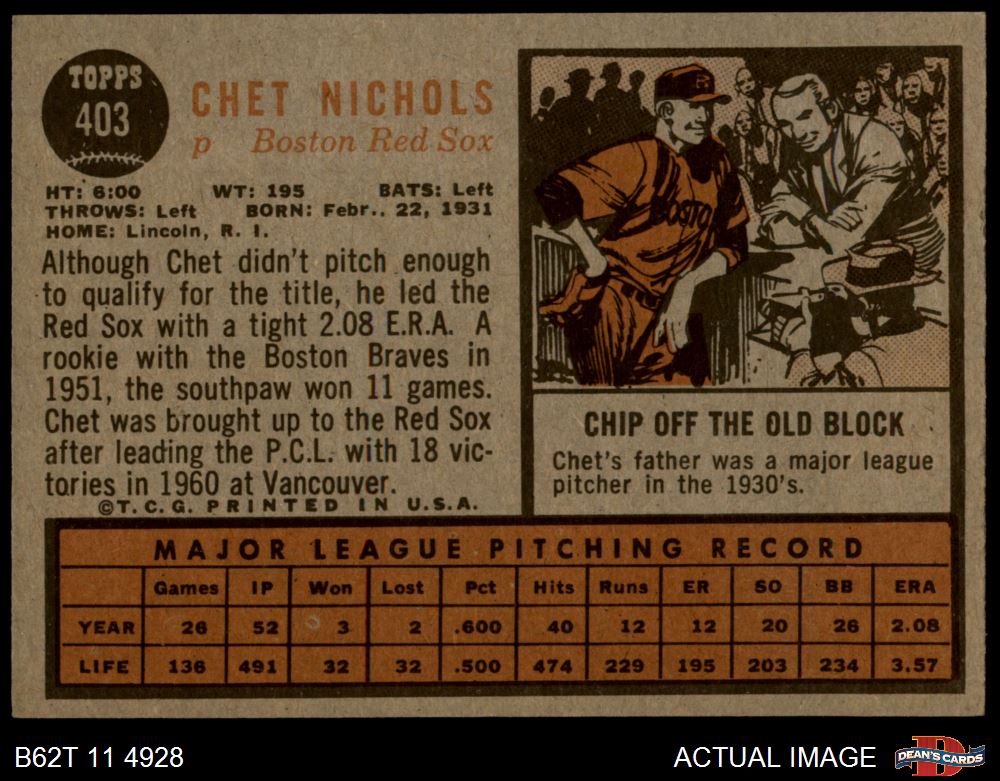 TOPPS
403
CHET NICHOLS
p Boston Red Sox
HT: 6:00 WT: 195 BATS: Left
THROWS: Left BORN: Febr.. 22, 1931
HOME: Lincoln, R. I.
Although Chet didn't pitch enough
to qualify for the title, he led the
Red Sox with a tight 2.08 E.R.A. A
rookie with the Boston Braves in
1951, the southpaw won 11 games.
Chet was brought up to the Red Sox
after leading the P.C.L. with 18 vic-
tories in 1960 at Vancouver.
©T.C.G. PRINTED IN U.S.A.
R
BOSTO
CHIP OFF THE OLD BLOCK
Chet's father was a major league
pitcher in the 1930's.
MAJOR LEAGUE PITCHING RECORD
Games IP Won Lost Pct Hits Runs ER SO BB ERA
YEAR 26 52 3 2 .600 40 12 12 20 26 2.08
LIFE 136 491 32 32 .500 474 229 195 203 234 3.57
B62T 11 4928
ACTUAL IMAGE
D
DEAN'S CARDS